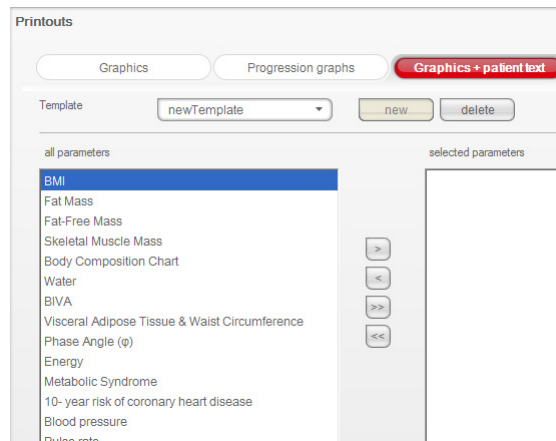 Printouts
Graphics Progression graphs Graphics + patient text
Template newTemplate new delete
all parameters selected parameters
BMI
Fat Mass
Fat-Free Mass
Skeletal Muscle Mass
Body Composition Chart
Water
BIVA
Visceral Adipose Tissue & Waist Circumference
Phase Angle (φ)
Energy
Metabolic Syndrome
10- year risk of coronary heart disease
Blood pressure
Pulse rate
>
<
>>
<<